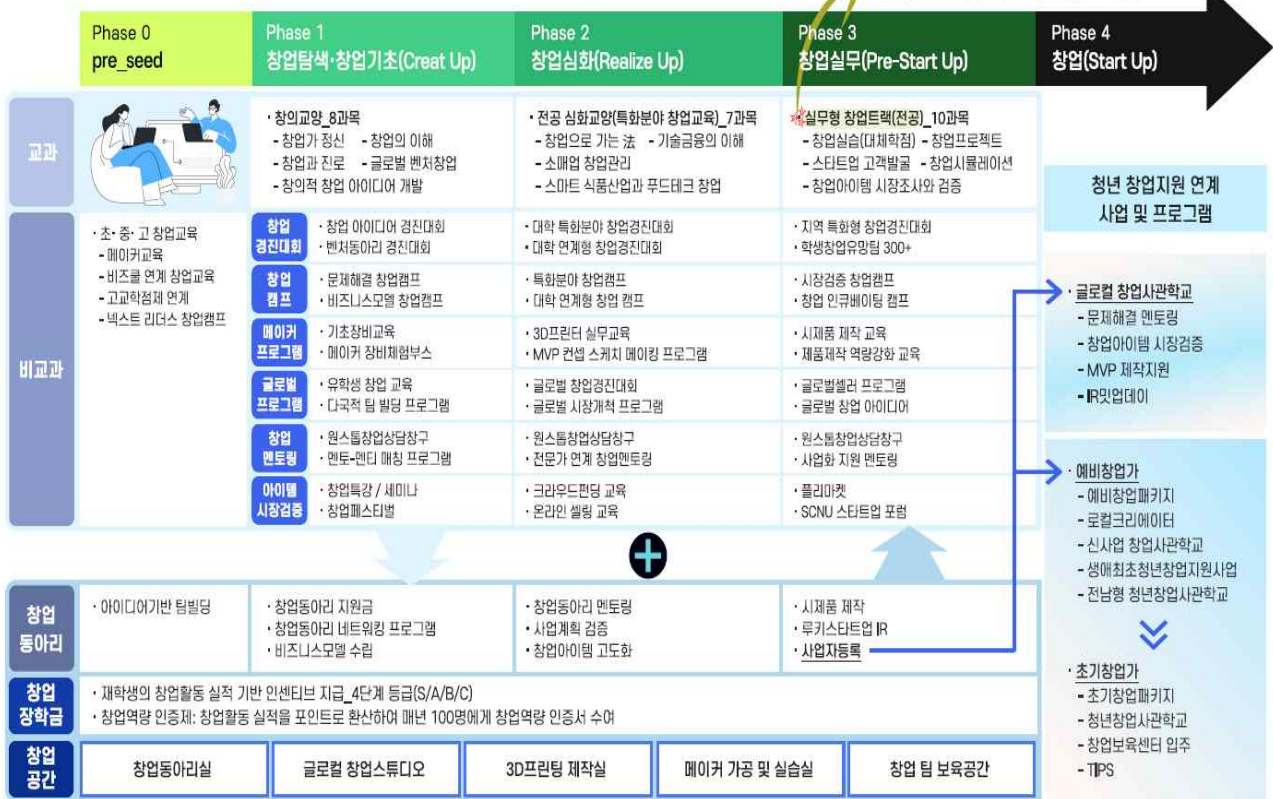 Phase 0
pre_seed
Phase 1
창업탐색·창업기초(Creat Up)
Phase 2
창업심화(Realize Up)
Phase 3
창업실무(Pre-Start Up)
Phase 4
창업(Start Up)
교과
· 창의교양_8과목
- 창업가 정신 - 창업의 이해
- 창업과 진로 - 글로벌 벤처창업
- 창의적 창업 아이디어 개발
· 전공 심화교양(특화분야 창업교육)_7과목
- 창업으로 가는 法 - 기술금융의 이해
- 소매업 창업관리
- 스마트 식품산업과 푸드테크 창업
실무형 창업트랙(전공)_10과목
- 창업실습(대체학점) - 창업프로젝트
- 스타트업 고객발굴 - 창업시뮬레이션
- 창업아이템 시장조사와 검증
비교과
· 초·중·고 창업교육
- 메이커교육
- 비즈쿨 연계 창업교육
- 고교학점제 연계
- 넥스트 리더스 창업캠프
창업
경진대회
· 창업 아이디어 경진대회
· 벤처동아리 경진대회
· 대학 특화분야 창업경진대회
· 대학 연계형 창업경진대회
· 지역 특화형 창업경진대회
· 학생창업유망팀 300+
창업
캠프
· 문제해결 창업캠프
· 비즈니스모델 창업캠프
· 특화분야 창업캠프
· 대학 연계형 창업 캠프
· 시장검증 창업캠프
· 창업 인큐베이팅 캠프
메이커
프로그램
· 기초장비교육
· 메이커 장비체험부스
· 3D프린터 실무교육
· MVP 컨셉 스케치 메이킹 프로그램
· 시제품 제작 교육
· 제품제작 역량강화 교육
글로벌
프로그램
· 유학생 창업 교육
· 다국적 팀 빌딩 프로그램
· 글로벌 창업경진대회
· 글로벌 시장개척 프로그램
· 글로벌셀러 프로그램
· 글로벌 창업 아이디어
창업
멘토링
· 원스톱창업상담창구
· 멘토-멘티 매칭 프로그램
· 원스톱창업상담창구
· 전문가 연계 창업멘토링
· 원스톱창업상담창구
· 사업화 지원 멘토링
아이템
시장검증
· 창업특강 / 세미나
· 창업페스티벌
· 크라우드펀딩 교육
· 온라인 셀링 교육
· 플리마켓
· SCNU 스타트업 포럼
청년 창업지원 연계
사업 및 프로그램
· 글로컬 창업사관학교
- 문제해결 멘토링
- 창업아이템 시장검증
- MVP 제작지원
- IR밋업데이
· 예비창업가
- 예비창업패키지
- 로컬크리에이터
- 신사업 창업사관학교
- 생애최초청년창업지원사업
- 전남형 청년창업사관학교
· 초기창업가
- 초기창업패키지
- 청년창업사관학교
- 창업보육센터 입주
- TIPS
창업
동아리
· 아이디어기반 팀빌딩
· 창업동아리 지원금
· 창업동아리 네트워킹 프로그램
· 비즈니스모델 수립
· 창업동아리 멘토링
· 사업계획 검증
· 창업아이템 고도화
· 시제품 제작
· 루키스타트업 IR
· 사업자등록
창업
장학금
· 재학생의 창업활동 실적 기반 인센티브 지급_4단계 등급(S/A/B/C)
· 창업역량 인증제: 창업활동 실적을 포인트로 환산하여 매년 100명에게 창업역량 인증서 수여
창업
공간
창업동아리실
글로컬 창업스튜디오
3D프린팅 제작실
메이커 가공 및 실습실
창업 팀 보육공간